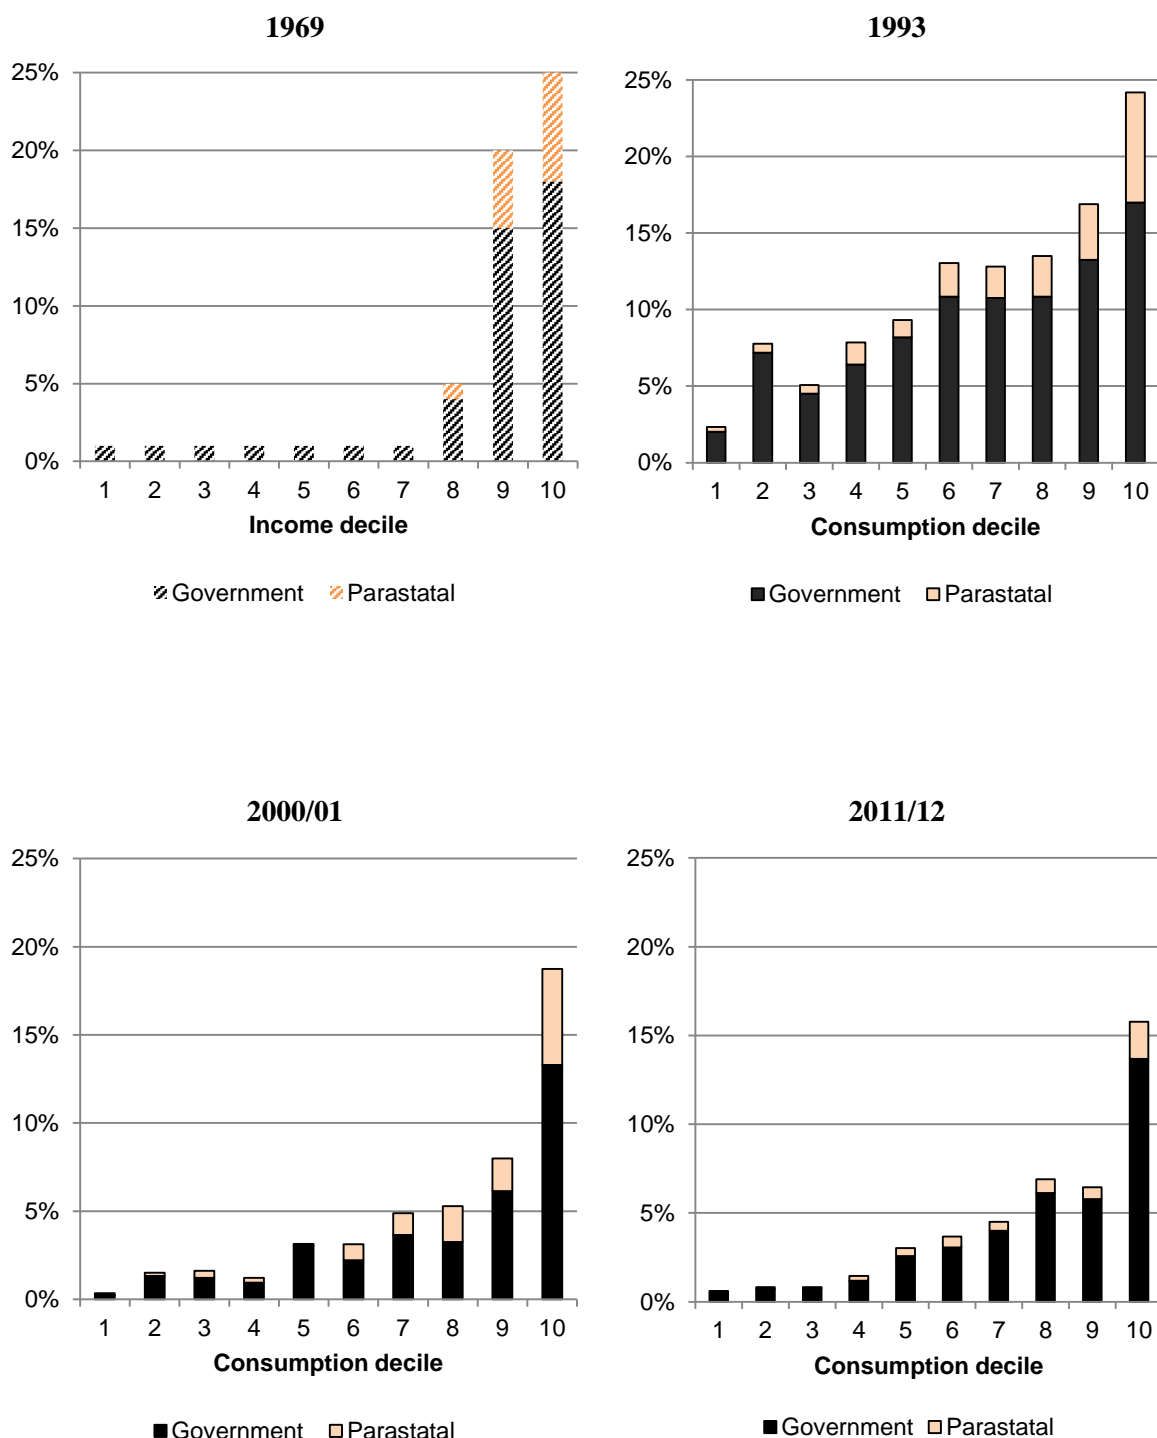 1969
25%
20%
15%
10%
5%
0%
1 2 3 4 5 6 7 8 9 10
Income decile
Government Parastatal
1993
25%
20%
15%
10%
5%
0%
1 2 3 4 5 6 7 8 9 10
Consumption decile
Government Parastatal
2000/01
25%
20%
15%
10%
5%
0%
1 2 3 4 5 6 7 8 9 10
Consumption decile
Government Parastatal
2011/12
25%
20%
15%
10%
5%
0%
1 2 3 4 5 6 7 8 9 10
Consumption decile
Government Parastatal